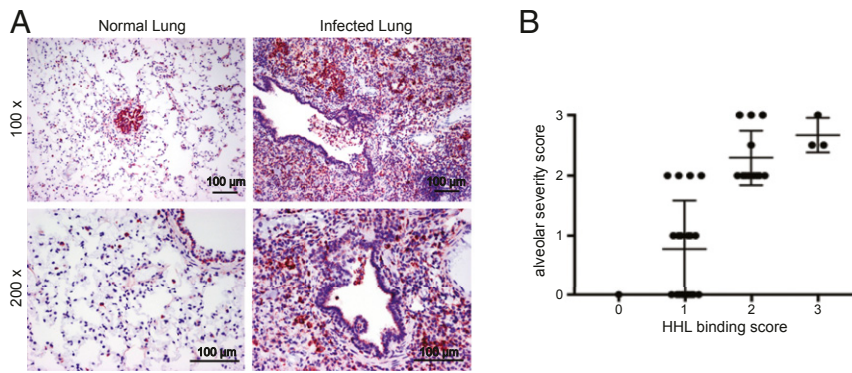 A
Normal Lung Infected Lung
100 x
100 µm 100 µm
200 x
100 µm 100 µm
B
alveolar severity score
3
2
1
0
0 1 2 3
HHL binding score